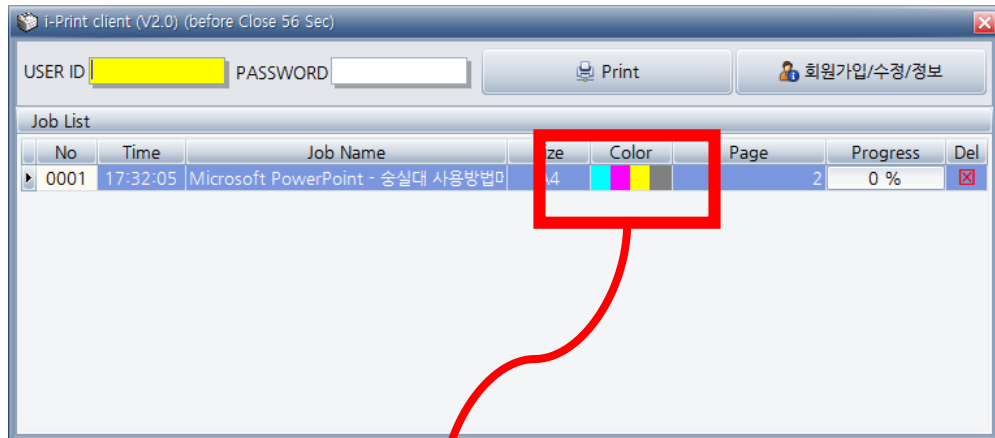 i-Print client (V2.0) (before Close 56 Sec)
USER ID PASSWORD Print 회원가입/수정/정보
Job List
No Time Job Name ze Color Page Progress Del
0001 17:32:05 Microsoft PowerPoint - 숭실대 사용방법 A4 2 0 %